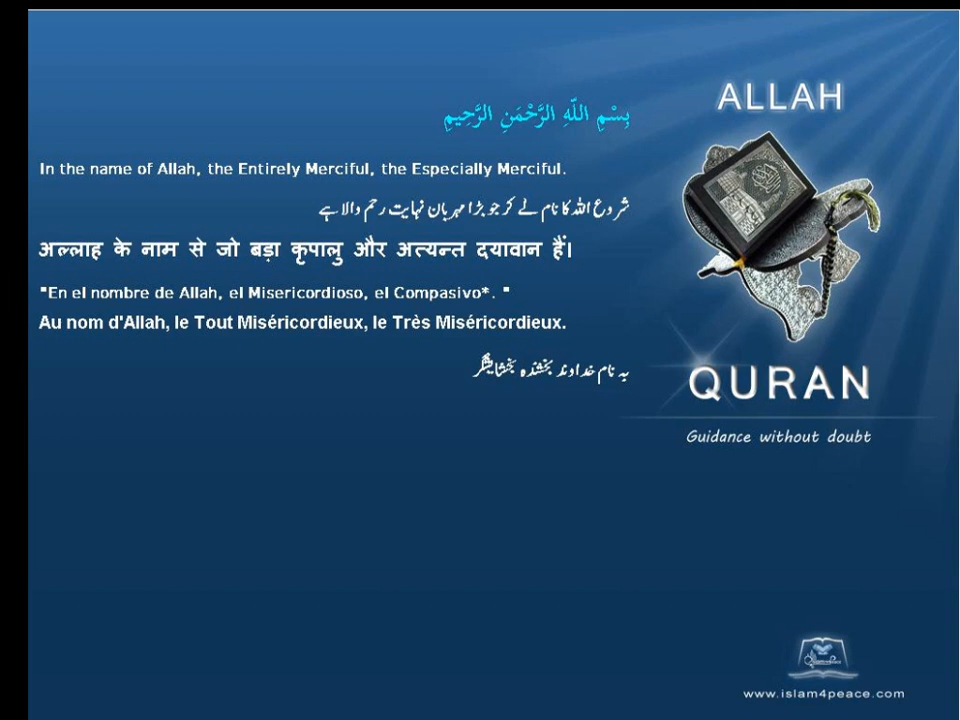 بِسْمِ اللّهِ الرَّحْمَنِ الرَّحِيمِ
In the name of Allah, the Entirely Merciful, the Especially Merciful.
شروع الله کا نام لے کر جو بڑا مہربان نہایت رحم والا ہے
अल्लाह के नाम से जो बड़ा कृपालु और अत्यन्त दयावान हैं।
"En el nombre de Allah, el Misericordioso, el Compasivo*. "
Au nom d'Allah, le Tout Miséricordieux, le Très Miséricordieux.
به نام خداوند بخشنده بخشایشگر
ALLAH
QURAN
Guidance without doubt
www.islam4peace.com